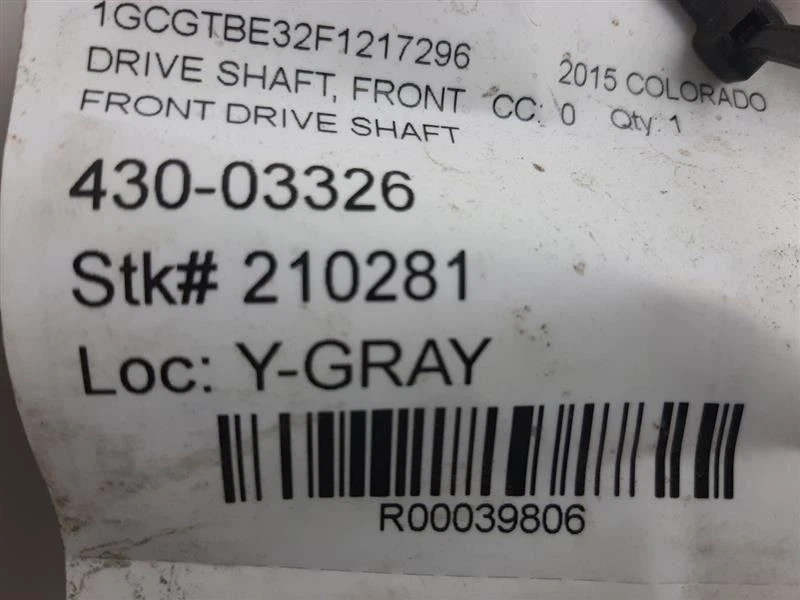 1GCGTBE32F1217296 2015 COLORADO
DRIVE SHAFT, FRONT CC: 0 Qty: 1
FRONT DRIVE SHAFT
430-03326
Stk# 210281
Loc: Y-GRAY
R00039806